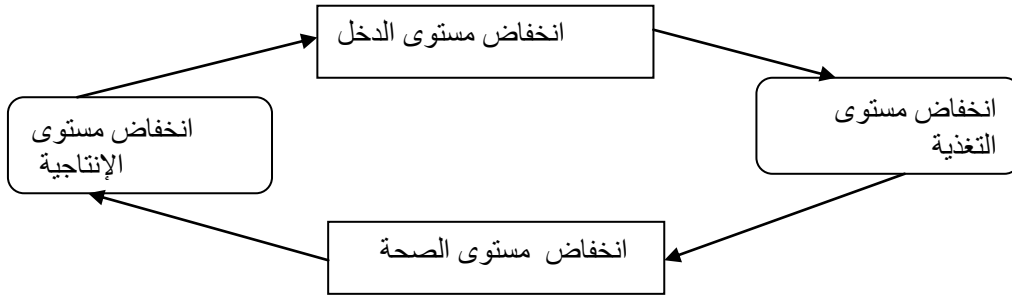 انخفاض مستوى الدخل
انخفاض مستوى
التغذية
انخفاض مستوى الصحة
انخفاض مستوى
الإنتاجية